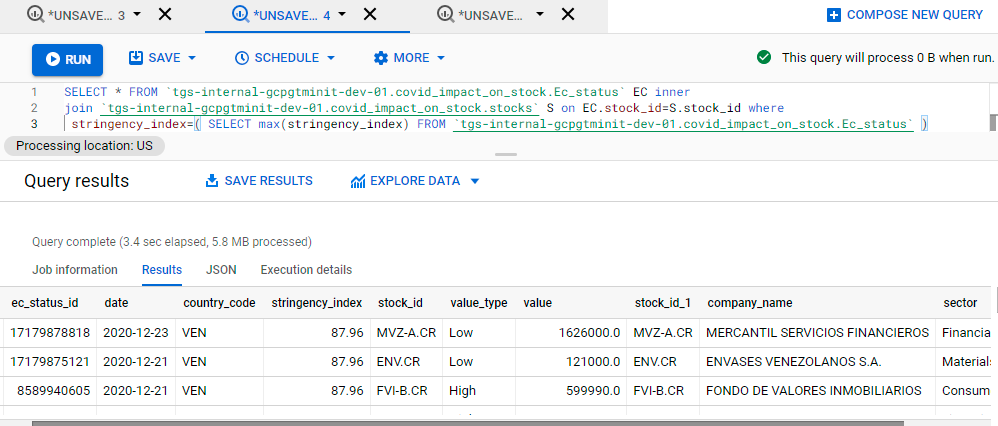 *UNSAVE... 3
*UNSAVE... 4
*UNSAVE...
COMPOSE NEW QUERY
RUN
SAVE
SCHEDULE
MORE
This query will process 0 B when run.
1 SELECT * FROM `tgs-internal-gcpgtminit-dev-01.covid_impact_on_stock.Ec_status` EC inner
2 join `tgs-internal-gcpgtminit-dev-01.covid_impact_on_stock.stocks` S on EC.stock_id=S.stock_id where
3 stringency_index=( SELECT max(stringency_index) FROM `tgs-internal-gcpgtminit-dev-01.covid_impact_on_stock.Ec_status` )
Processing location: US
Query results
SAVE RESULTS
EXPLORE DATA
Query complete (3.4 sec elapsed, 5.8 MB processed)
Job information Results JSON Execution details
ec_status_id date country_code stringency_index stock_id value_type value stock_id_1 company_name sector
17179878818 2020-12-23 VEN 87.96 MVZ-A.CR Low 1626000.0 MVZ-A.CR MERCANTIL SERVICIOS FINANCIEROS Financia
17179875121 2020-12-21 VEN 87.96 ENV.CR Low 121000.0 ENV.CR ENVASES VENEZOLANOS S.A. Material
8589940605 2020-12-21 VEN 87.96 FVI-B.CR High 599990.0 FVI-B.CR FONDO DE VALORES INMOBILIARIOS Consum